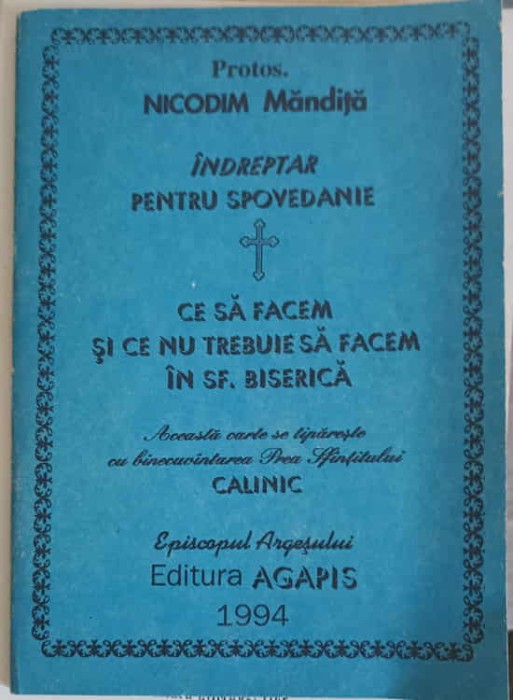 Protos.
NICODIM Măndiță
ÎNDREPTAR
PENTRU SPOVEDANIE
CE SĂ FACEM
ȘI CE NU TREBUIE SĂ FACEM
ÎN SF. BISERICĂ
Această carte se tipărește
cu binecuvîntarea Prea Sfințitului
CALINIC
Episcopul Argeșului
Editura AGAPIS
1994